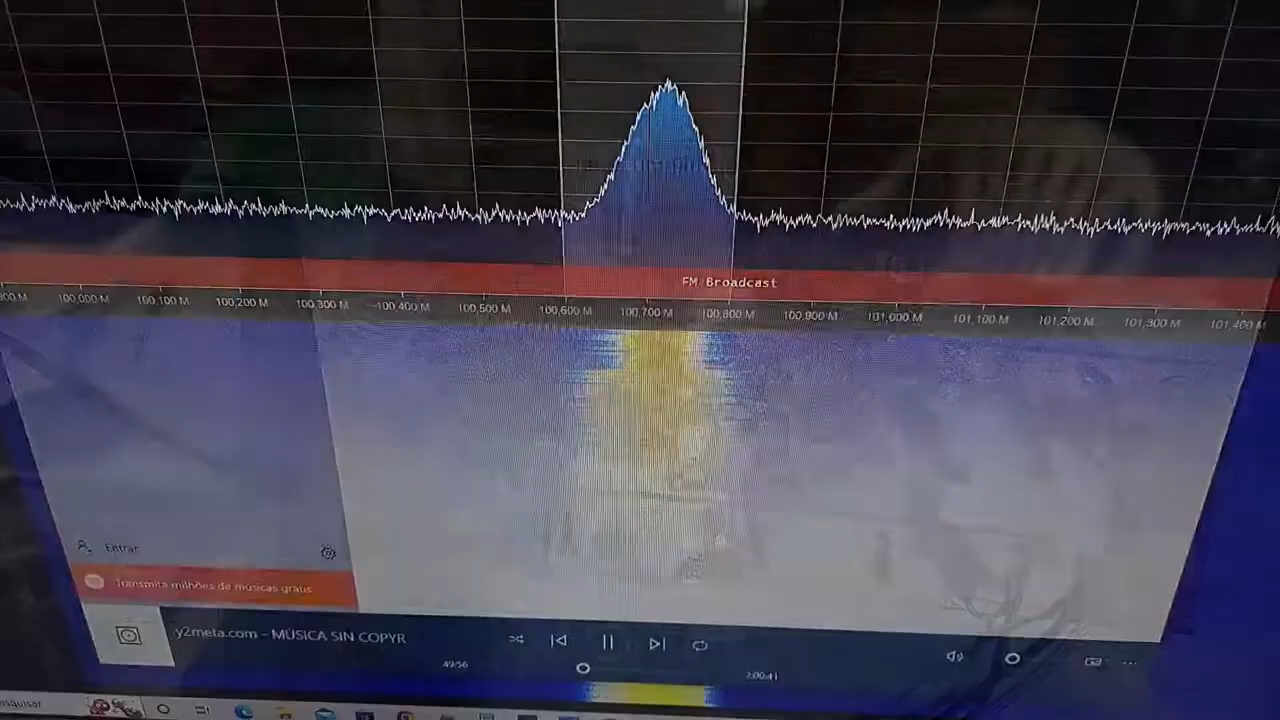 FM Broadcast
800 M 100,000 M 100,100 M 100,200 M 100,300 M 100,400 M 100,500 M 100,600 M 100,700 M 100,800 M 100,900 M 101,000 M 101,100 M 101,200 M 101,300 M 101,400 M
Entrar
Transmita milhões de músicas grátis
y2meta.com - MÚSICA SIN COPYR
49:56
2:00:41
esquisar